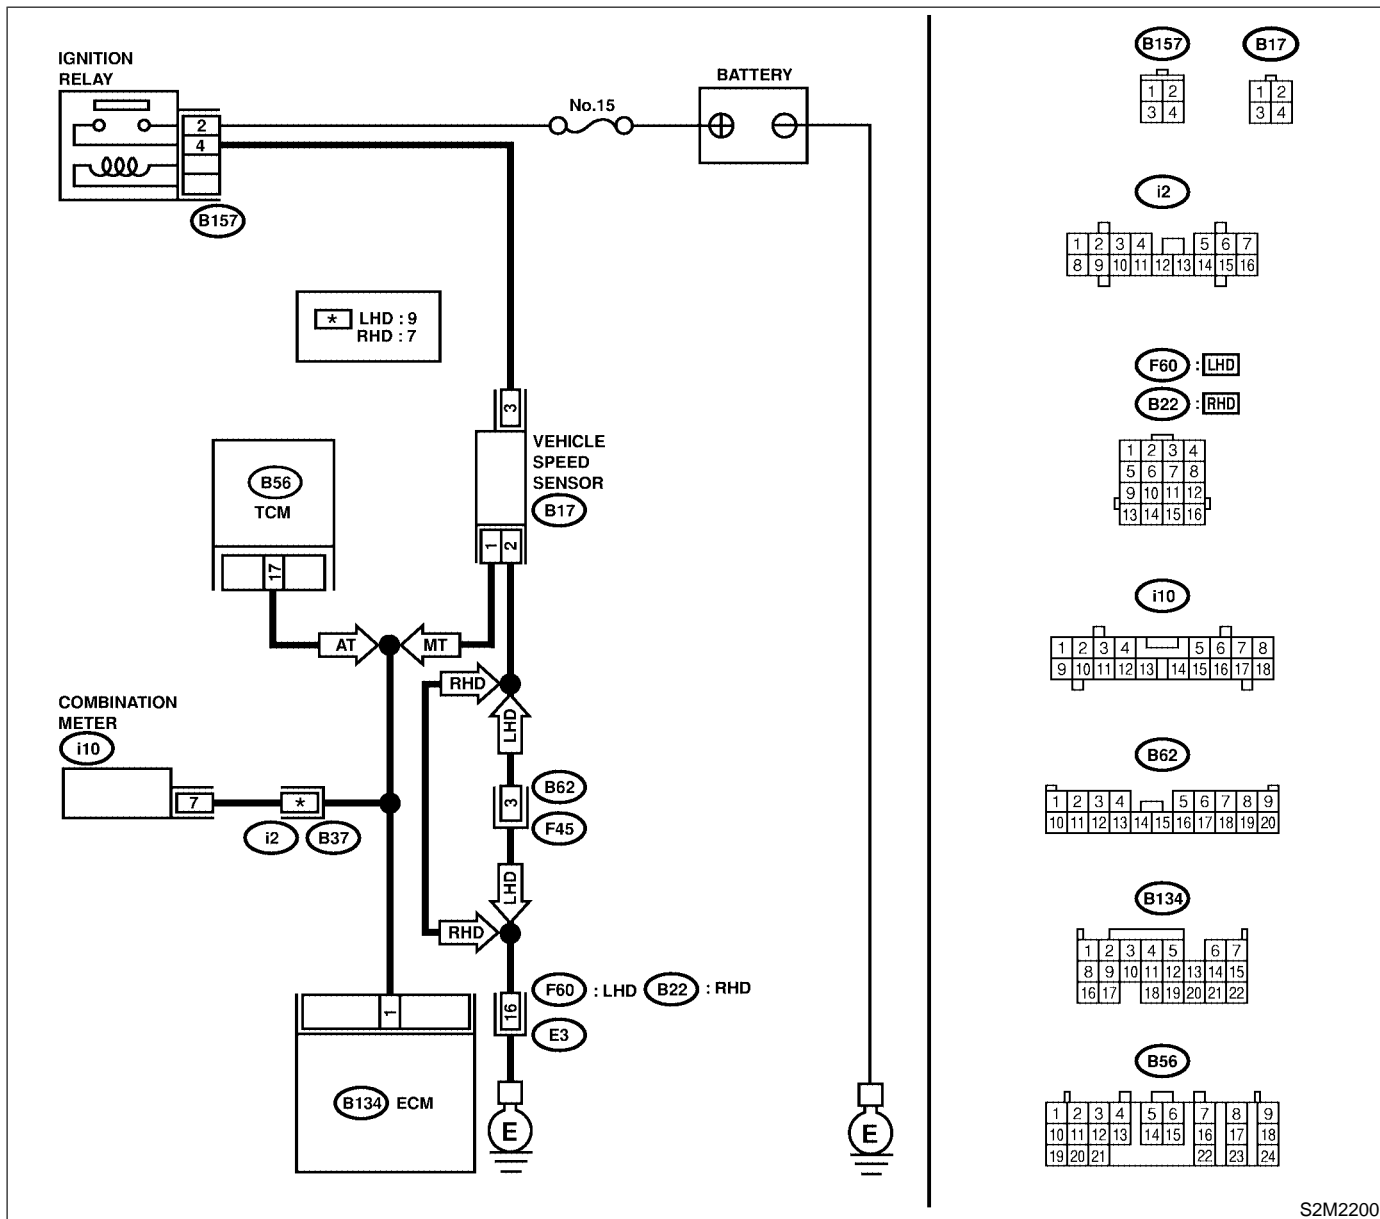 IGNITION
RELAY
2
4
B157
No.15
BATTERY
* LHD : 9
RHD : 7
3
VEHICLE
SPEED
SENSOR
B17
1 2
B56
TCM
17
AT
MT
RHD
LHD
COMBINATION
METER
i10
7
*
i2
B37
3
B62
F45
LHD
RHD
F60 : LHD B22 : RHD
16
E3
1
B134 ECM
E
E
B157
1 2
3 4
B17
1 2
3 4
i2
1 2 3 4 5 6 7
8 9 10 11 12 13 14 15 16
F60 : LHD
B22 : RHD
1 2 3 4
5 6 7 8
9 10 11 12
13 14 15 16
i10
1 2 3 4 5 6 7 8
9 10 11 12 13 14 15 16 17 18
B62
1 2 3 4 5 6 7 8 9
10 11 12 13 14 15 16 17 18 19 20
B134
1 2 3 4 5 6 7
8 9 10 11 12 13 14 15
16 17 18 19 20 21 22
B56
1 2 3 4 5 6 7 8 9
10 11 12 13 14 15 16 17 18
19 20 21 22 23 24
S2M2200